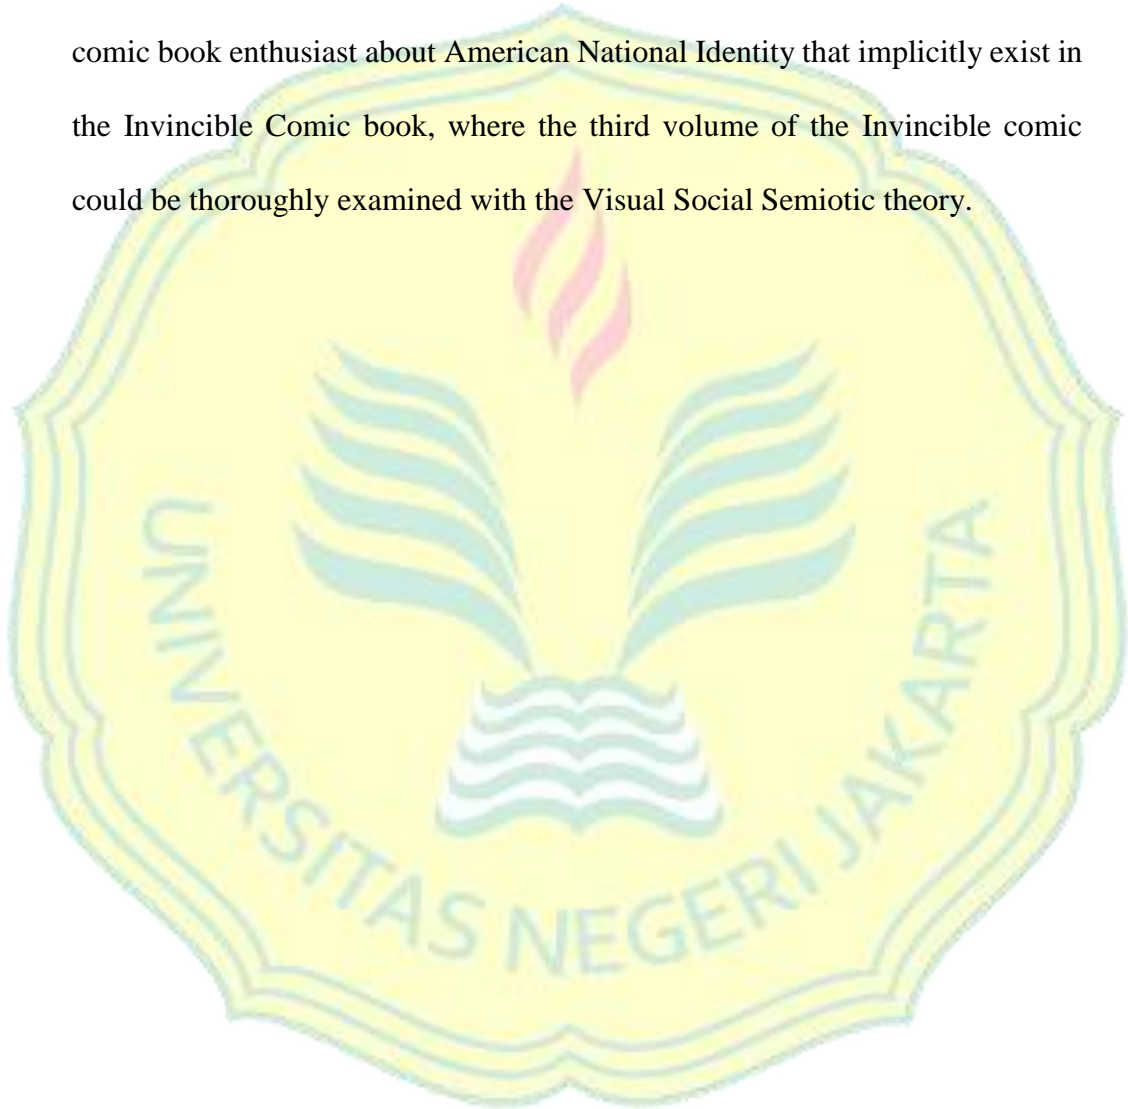 comic book enthusiast about American National Identity that implicitly exist in
the Invincible Comic book, where the third volume of the Invincible comic
could be thoroughly examined with the Visual Social Semiotic theory.
UNIVERSITAS NEGERI JAKARTA